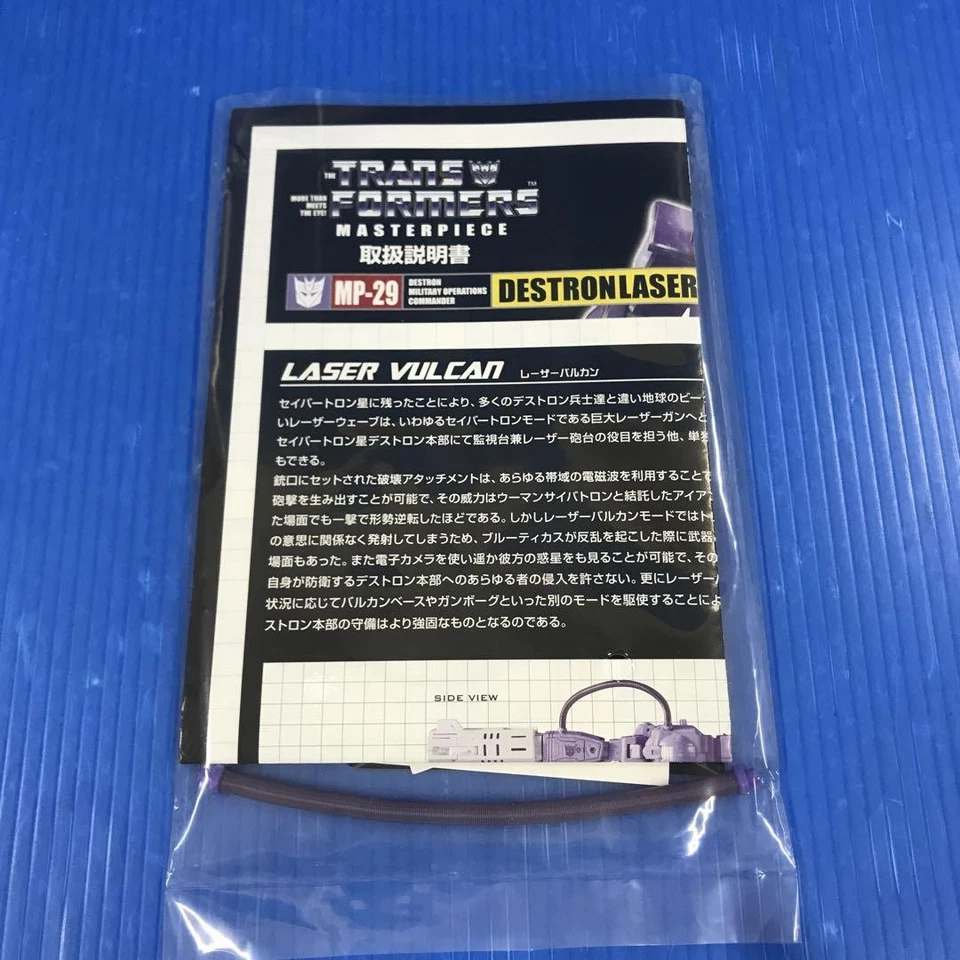 THE TRANS
MORE THAN MEETS THE EYE! FORMERS™
MASTERPIECE
取扱説明書
MP-29
DESTRON
MILITARY OPERATIONS
COMMANDER
DESTRONLASER
LASER VULCAN レーザーバルカン
セイバートロン星に残ったことにより、多くのデストロン兵士達と違い地球のビー
いレーザーウェーブは、いわゆるセイバートロンモードである巨大レーザーガンへと
セイバートロン星デストロン本部にて監視台兼レーザー砲台の役目を担う他、単
もできる。
銃口にセットされた破壊アタッチメントは、あらゆる帯域の電磁波を利用することで
砲撃を生み出すことが可能で、その威力はウーマンサイバトロンと結託したアイア
た場面でも一撃で形勢逆転したほどである。しかしレーザーバルカンモードではト
の意思に関係なく発射してしまうため、ブルーティカスが反乱を起こした際に武器
場面もあった。また電子カメラを使い遥か彼方の惑星をも見ることが可能で、その
自身が防衛するデストロン本部へのあらゆる者の侵入を許さない。更にレーザー
状況に応じてバルカンベースやガンボーグといった別のモードを駆使することによ
ストロン本部の守備はより強固なものとなるのである。
SIDE VIEW